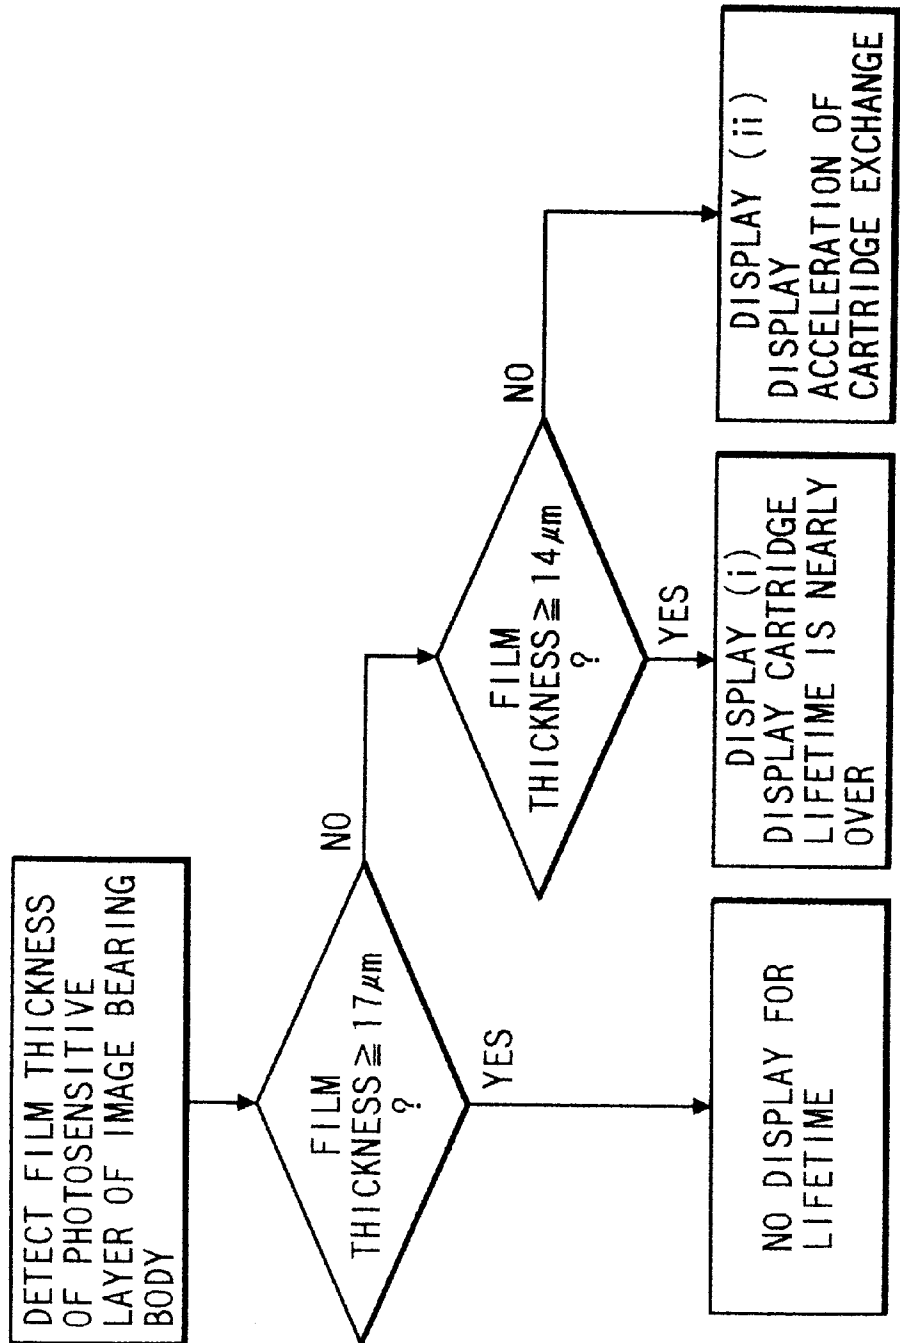 DETECT FILM THICKNESS
OF PHOTOSENSITIVE
LAYER OF IMAGE BEARING
BODY
FILM
THICKNESS ≧ 17μm
?
NO
YES
FILM
THICKNESS ≧ 14μm
?
NO
YES
NO DISPLAY FOR
LIFETIME
DISPLAY (i)
DISPLAY CARTRIDGE
LIFETIME IS NEARLY
OVER
DISPLAY (ii)
DISPLAY
ACCELERATION OF
CARTRIDGE EXCHANGE